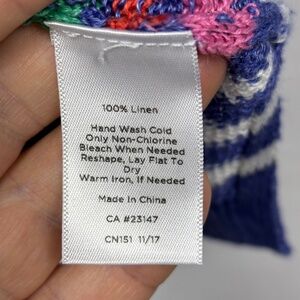 100% Linen
Hand Wash Cold
Only Non-Chlorine
Bleach When Needed
Reshape, Lay Flat To
Dry
Warm Iron, If Needed
Made In China
CA #23147
CN151 11/17